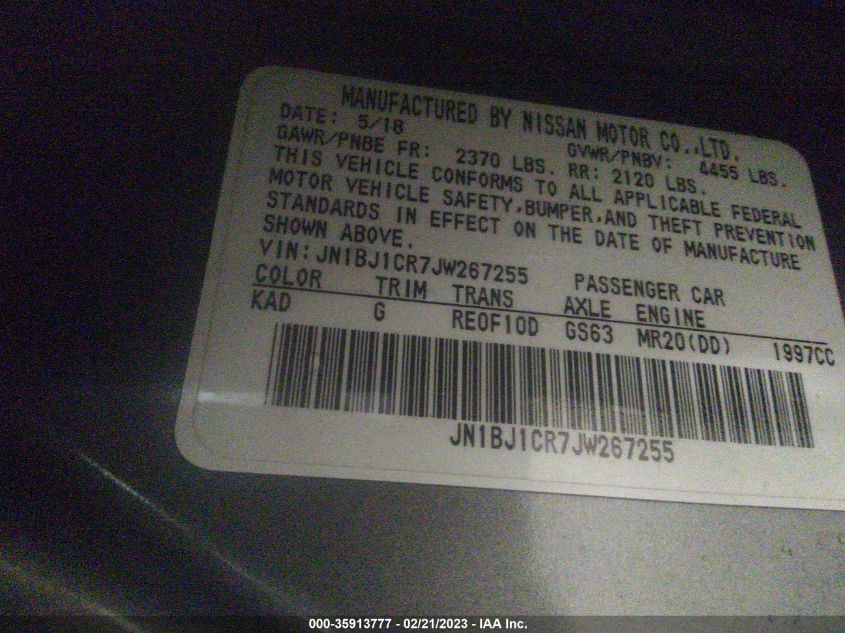 MANUFACTURED BY NISSAN MOTOR CO.,LTD.
DATE: 5/18 GVWR/PNBV: 4455 LBS.
GAWR/PNBE FR: 2370 LBS. RR: 2120 LBS.
THIS VEHICLE CONFORMS TO ALL APPLICABLE FEDERAL
MOTOR VEHICLE SAFETY,BUMPER,AND THEFT PREVENTION
STANDARDS IN EFFECT ON THE DATE OF MANUFACTURE
SHOWN ABOVE.
VIN:JN1BJ1CR7JW267255 PASSENGER CAR
COLOR TRIM TRANS AXLE ENGINE
KAD G RE0F10D GS63 MR20(DD) 1997CC
JN1BJ1CR7JW267255
000-35913777 - 02/21/2023 - IAA Inc.